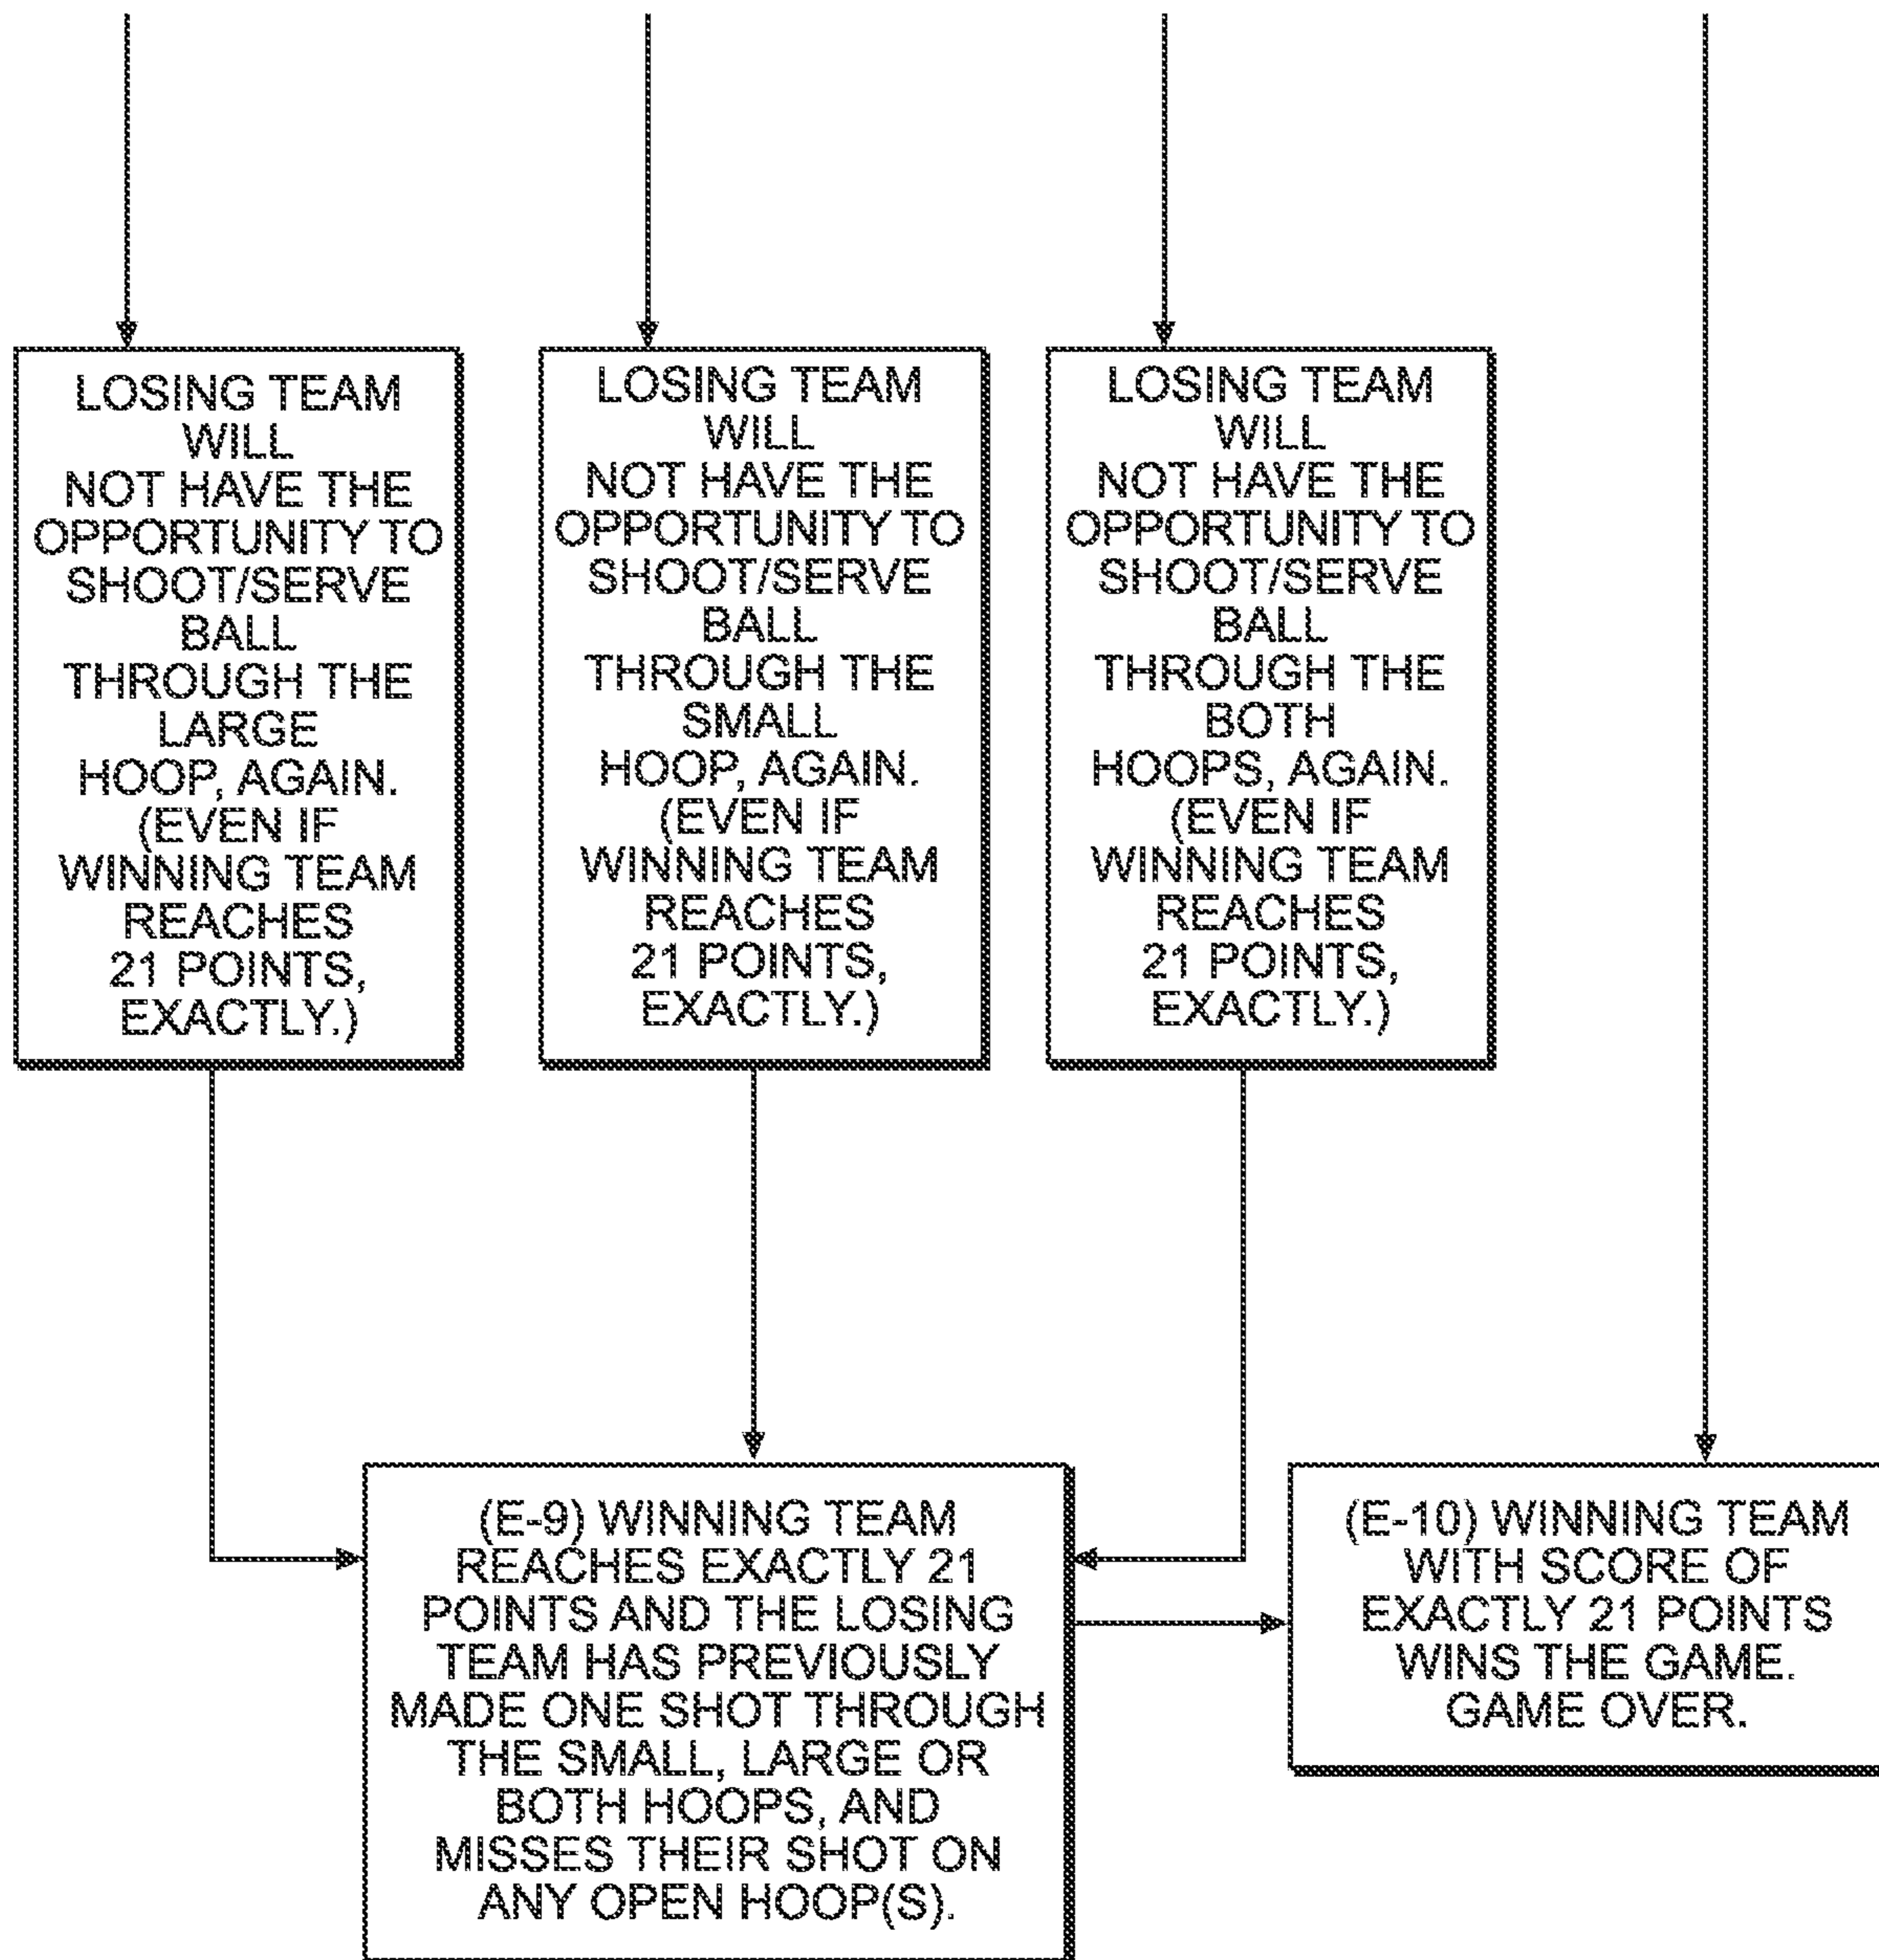 LOSING TEAM
WILL
NOT HAVE THE
OPPORTUNITY TO
SHOOT/SERVE
BALL
THROUGH THE
LARGE
HOOP, AGAIN.
(EVEN IF
WINNING TEAM
REACHES
21 POINTS,
EXACTLY.)
LOSING TEAM
WILL
NOT HAVE THE
OPPORTUNITY TO
SHOOT/SERVE
BALL
THROUGH THE
SMALL
HOOP, AGAIN.
(EVEN IF
WINNING TEAM
REACHES
21 POINTS,
EXACTLY.)
LOSING TEAM
WILL
NOT HAVE THE
OPPORTUNITY TO
SHOOT/SERVE
BALL
THROUGH THE
BOTH
HOOPS, AGAIN.
(EVEN IF
WINNING TEAM
REACHES
21 POINTS,
EXACTLY.)
(E-9) WINNING TEAM
REACHES EXACTLY 21
POINTS AND THE LOSING
TEAM HAS PREVIOUSLY
MADE ONE SHOT THROUGH
THE SMALL, LARGE OR
BOTH HOOPS, AND
MISSES THEIR SHOT ON
ANY OPEN HOOP(S).
(E-10) WINNING TEAM
WITH SCORE OF
EXACTLY 21 POINTS
WINS THE GAME.
GAME OVER.